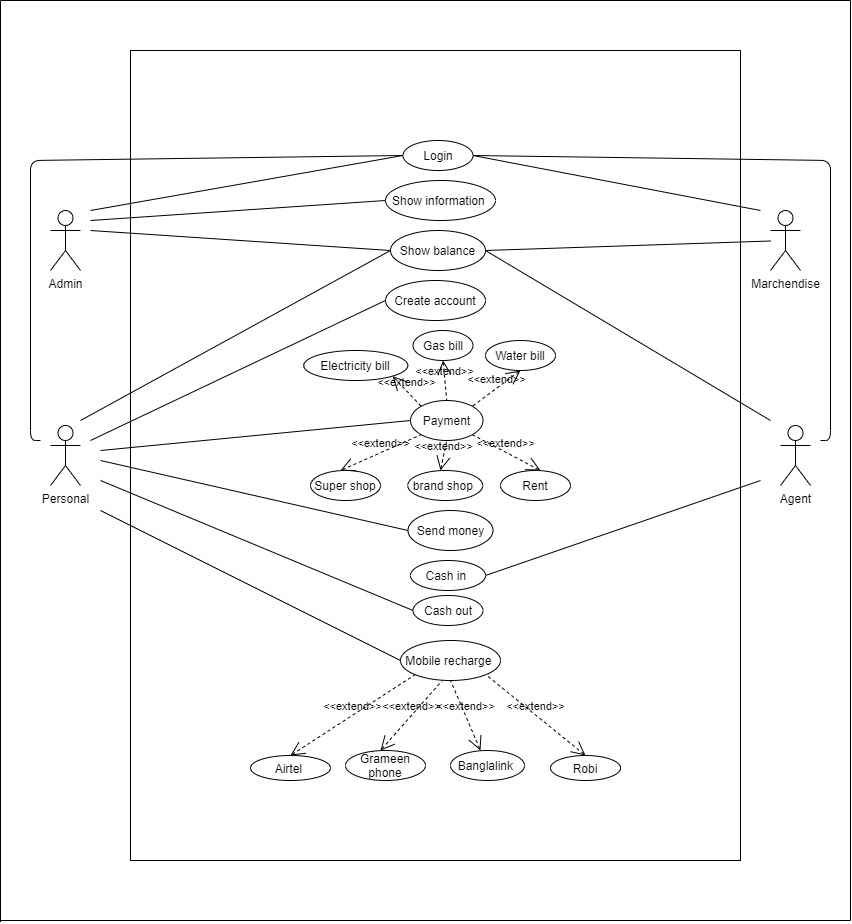 Login
Show information
Admin
Show balance
Marchendise
Create account
Gas bill
Electricity bill
Water bill
<<extend>>
<<extend>>
<<extend>>
Payment
<<extend>>
<<extend>>
<<extend>>
Super shop
brand shop
Rent
Personal
Agent
Send money
Cash in
Cash out
Mobile recharge
<<extend>>
<<extend>>
<<extend>>
<<extend>>
Airtel
Grameen
phone
Banglalink
Robi